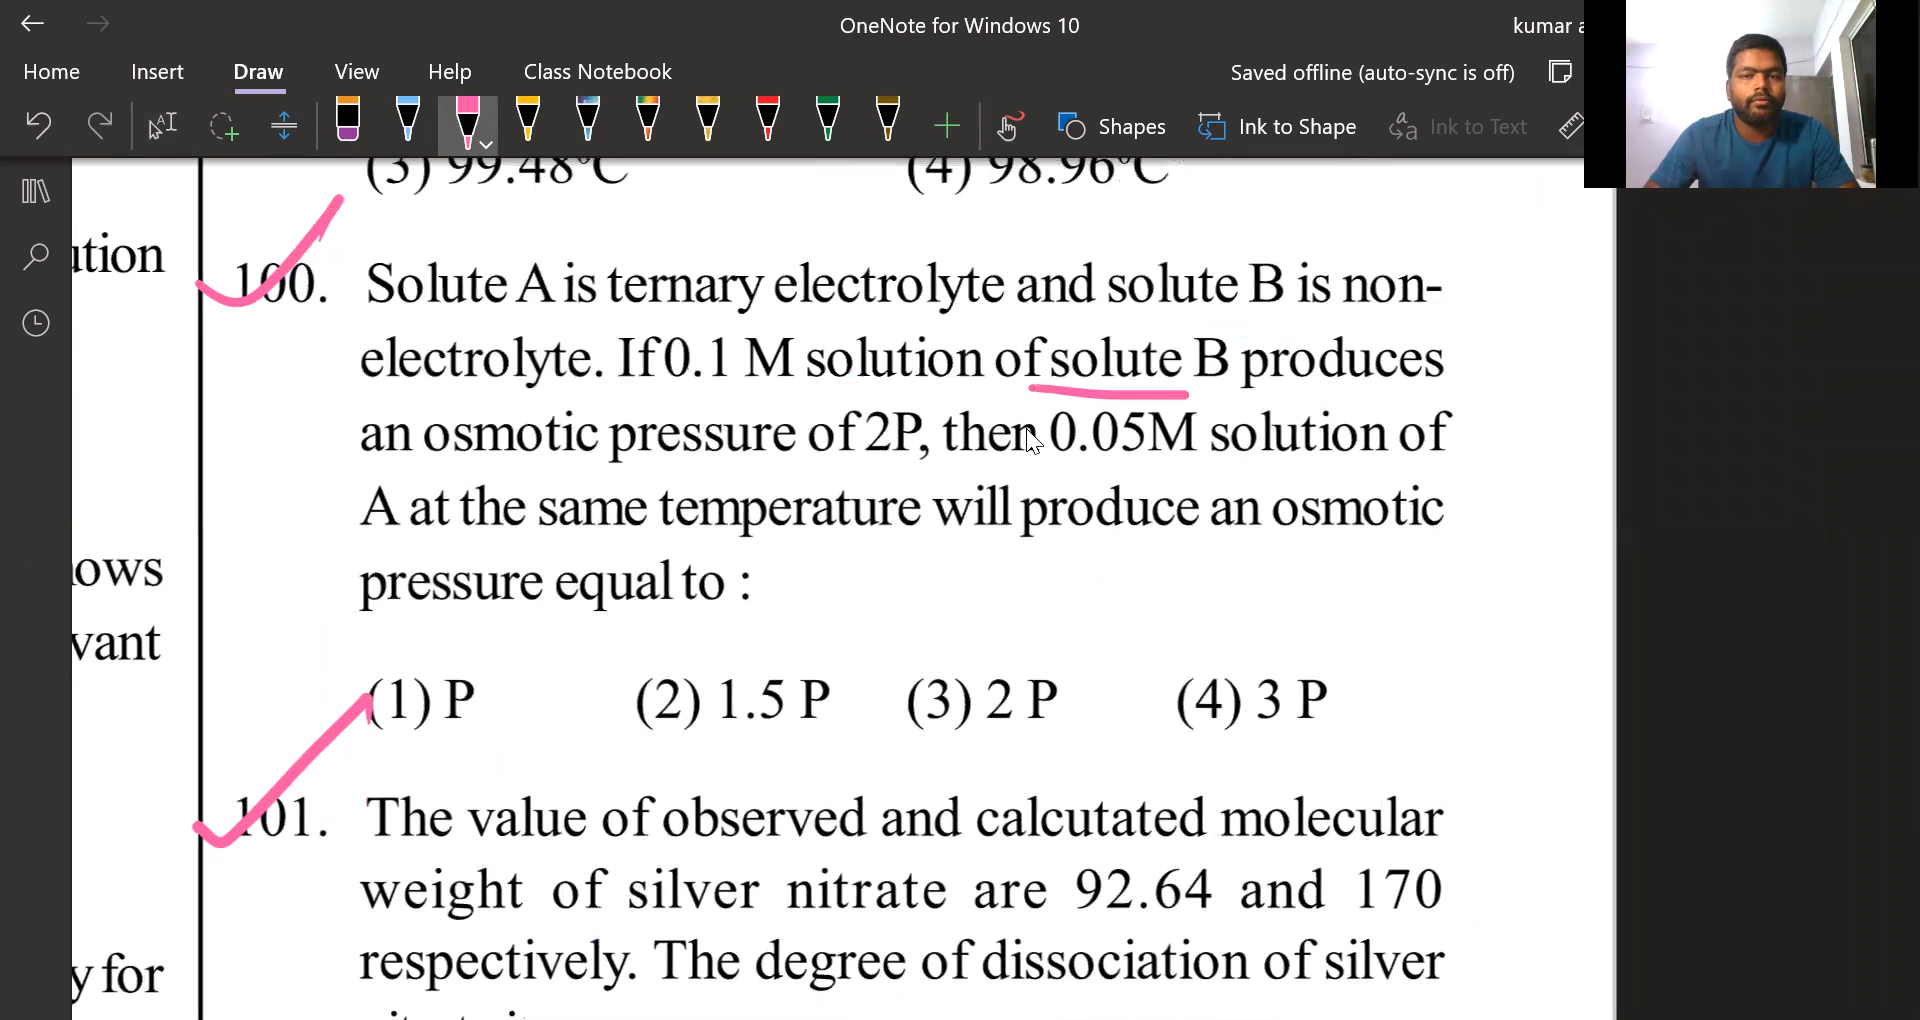 OneNote for Windows 10
kumar a
Home Insert Draw View Help Class Notebook
Saved offline (auto-sync is off)
Shapes Ink to Shape Ink to Text
(3) 99.48⁰C (4) 98.96⁰C
ution
100. Solute A is ternary electrolyte and solute B is non-
electrolyte. If 0.1 M solution of solute B produces
an osmotic pressure of 2P, then 0.05M solution of
A at the same temperature will produce an osmotic
pressure equal to :
ows
vant
(1) P (2) 1.5 P (3) 2 P (4) 3 P
101. The value of observed and calcutated molecular
weight of silver nitrate are 92.64 and 170
respectively. The degree of dissociation of silver
y for